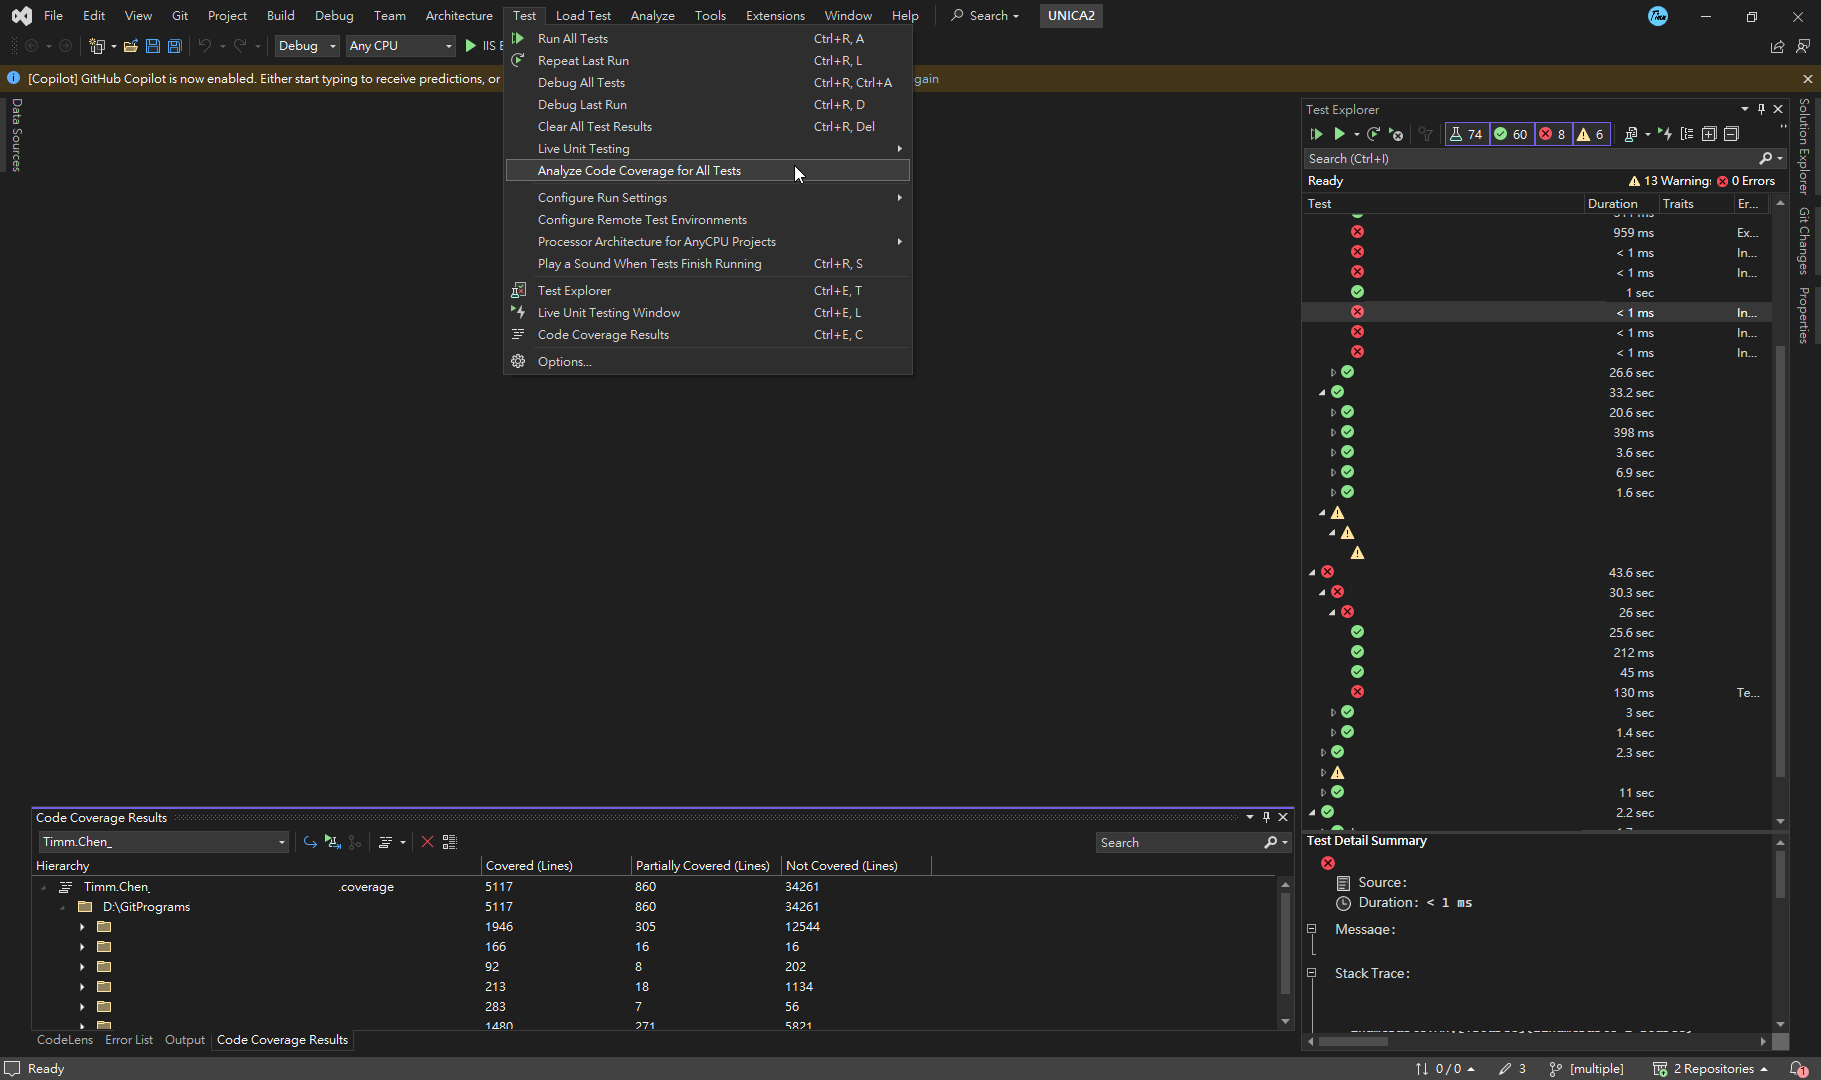 File Edit View Git Project Build Debug Team Architecture Test Load Test Analyze Tools Extensions Window Help Search UNICA2
Debug Any CPU IIS
[Copilot] GitHub Copilot is now enabled. Either start typing to receive predictions, or gain
Run All Tests Ctrl+R, A
Repeat Last Run Ctrl+R, L
Debug All Tests Ctrl+R, Ctrl+A
Debug Last Run Ctrl+R, D
Clear All Test Results Ctrl+R, Del
Live Unit Testing
Analyze Code Coverage for All Tests
Configure Run Settings
Configure Remote Test Environments
Processor Architecture for AnyCPU Projects
Play a Sound When Tests Finish Running Ctrl+R, S
Test Explorer Ctrl+E, T
Live Unit Testing Window Ctrl+E, L
Code Coverage Results Ctrl+E, C
Options...
Data Sources
Test Explorer
74 60 8 6
Search (Ctrl+I)
Ready 13 Warning 0 Errors
Test Duration Traits Er...
959 ms Ex...
< 1 ms In...
< 1 ms In...
1 sec
< 1 ms In...
< 1 ms In...
< 1 ms In...
26.6 sec
33.2 sec
20.6 sec
398 ms
3.6 sec
6.9 sec
1.6 sec
43.6 sec
30.3 sec
26 sec
25.6 sec
212 ms
45 ms
130 ms Te...
3 sec
1.4 sec
2.3 sec
11 sec
2.2 sec
Test Detail Summary
Source:
Duration: < 1 ms
Message:
Stack Trace:
Solution Explorer
Git Changes
Properties
Code Coverage Results
Timm.Chen_ Search
Hierarchy Covered (Lines) Partially Covered (Lines) Not Covered (Lines)
Timm.Chen_ .coverage 5117 860 34261
D:\GitPrograms 5117 860 34261
1946 305 12544
166 16 16
92 8 202
213 18 1134
283 7 56
1480 271 5821
CodeLens Error List Output Code Coverage Results
Ready 0 / 0 3 [multiple] 2 Repositories 1